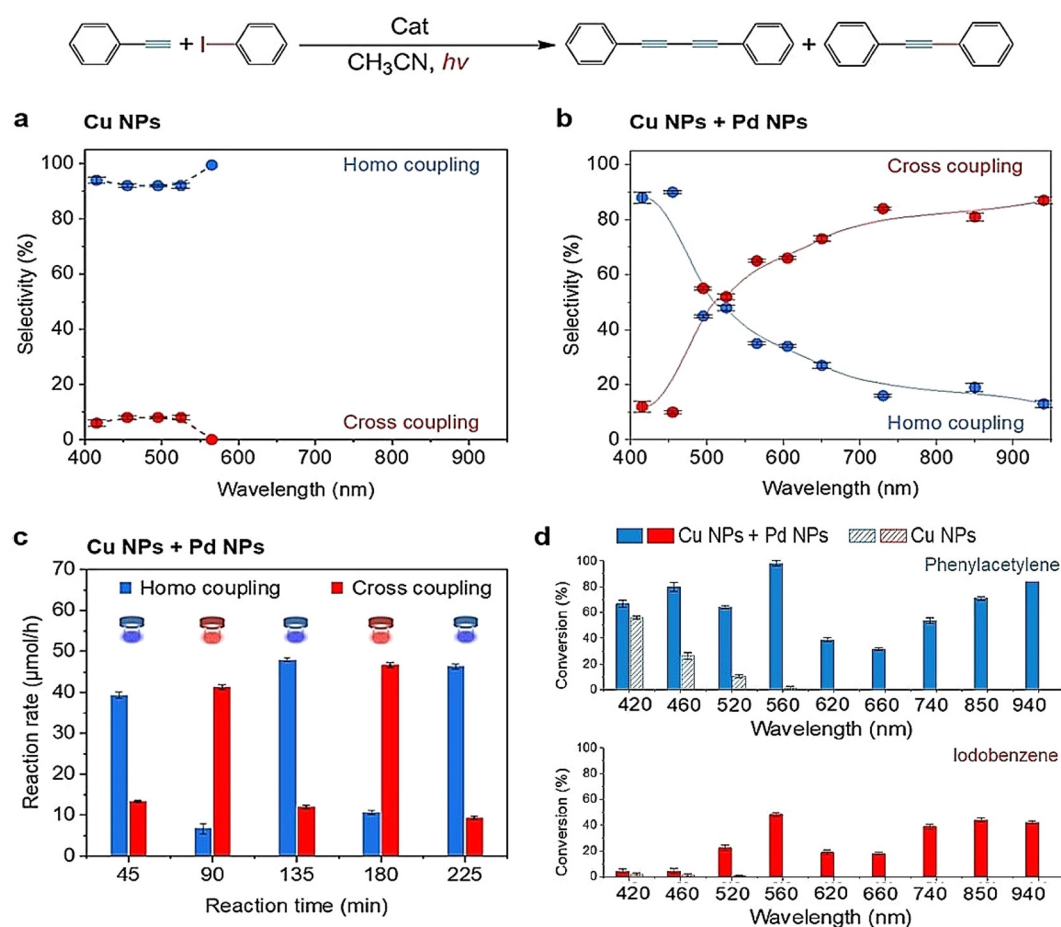 Cat
I
CH₃CN, hv
+
+
a Cu NPs
Homo coupling
Cross coupling
Selectivity (%)
100
80
60
40
20
0
400 500 600 700 800 900
Wavelength (nm)
b Cu NPs + Pd NPs
Cross coupling
Homo coupling
Selectivity (%)
100
80
60
40
20
0
400 500 600 700 800 900
Wavelength (nm)
c Cu NPs + Pd NPs
Homo coupling Cross coupling
Reaction rate (μmol/h)
70
60
50
40
30
20
10
0
45 90 135 180 225
Reaction time (min)
d Cu NPs + Pd NPs Cu NPs
Phenylacetylene
Conversion (%)
100
80
60
40
20
0
420 460 520 560 620 660 740 850 940
Wavelength (nm)
Iodobenzene
Conversion (%)
100
80
60
40
20
0
420 460 520 560 620 660 740 850 940
Wavelength (nm)